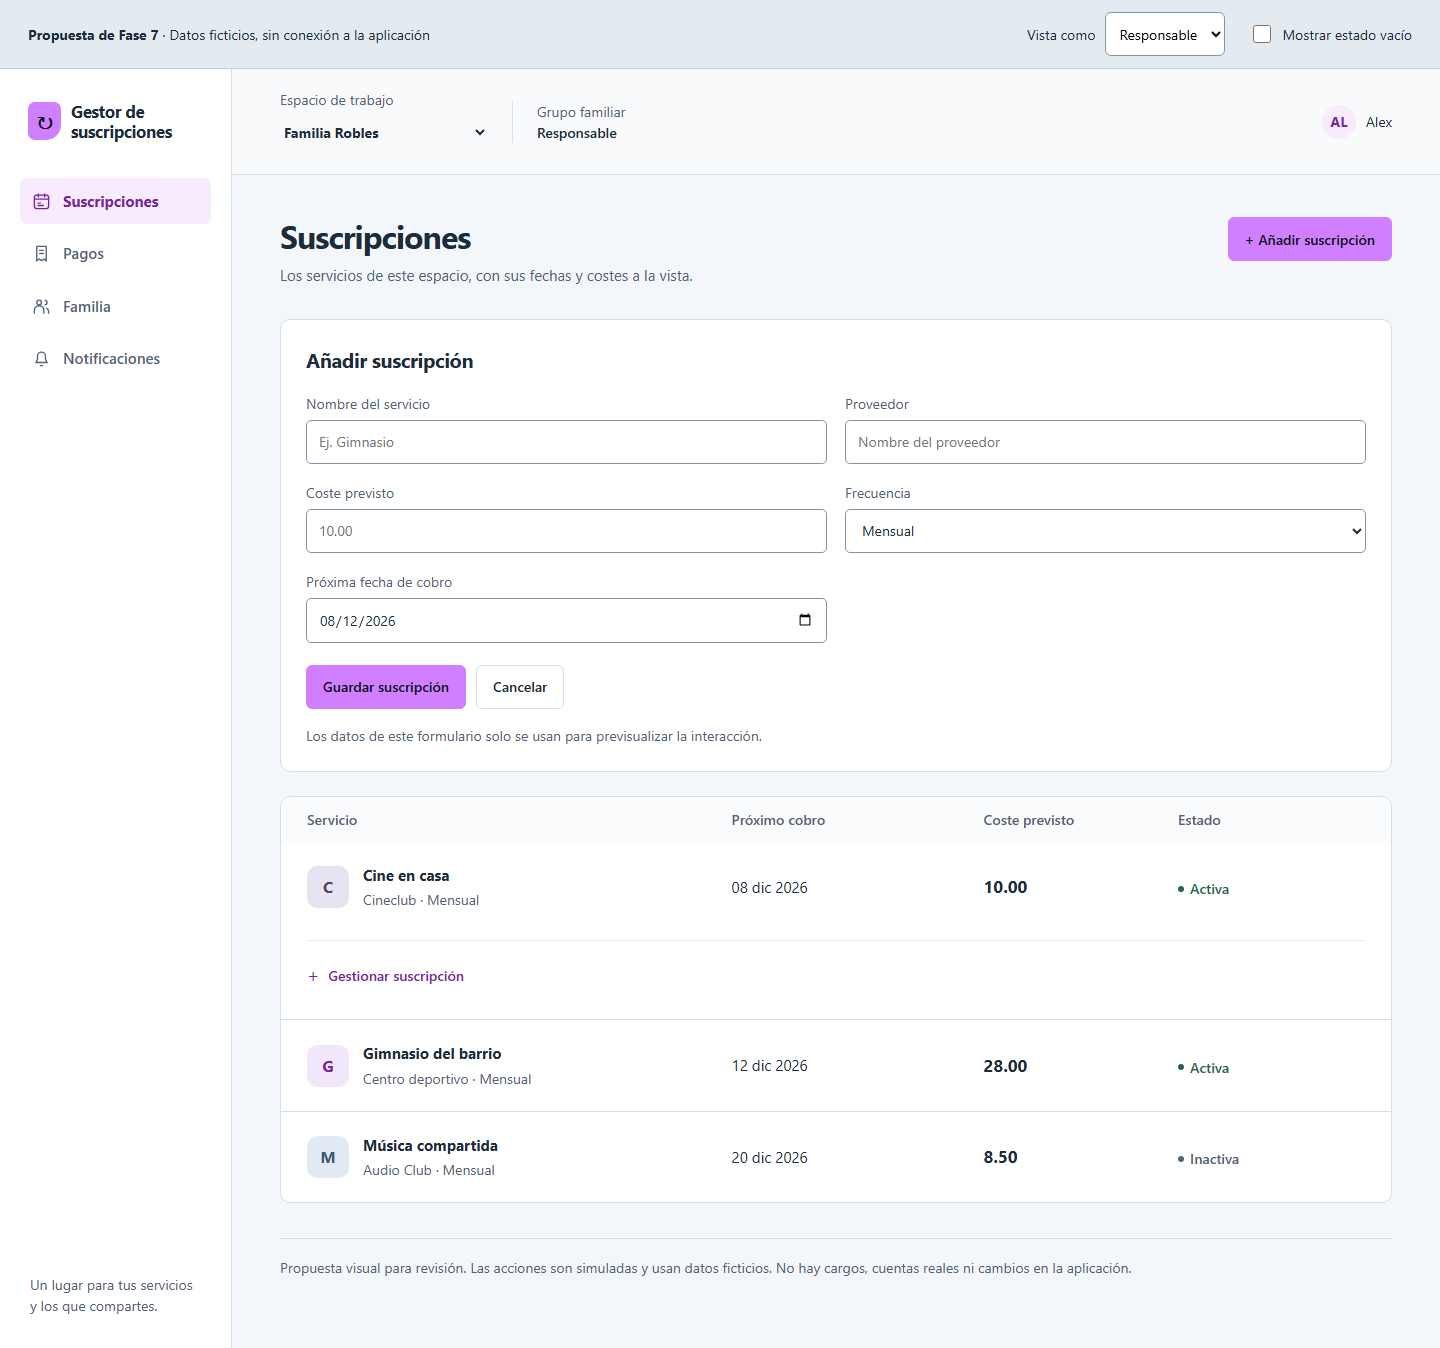 Propuesta de Fase 7 · Datos ficticios, sin conexión a la aplicación
Vista como
Responsable
Mostrar estado vacío
Gestor de
suscripciones
Suscripciones
Pagos
Familia
Notificaciones
Un lugar para tus servicios
y los que compartes.
Espacio de trabajo
Familia Robles
Grupo familiar
Responsable
AL
Alex
Suscripciones
Los servicios de este espacio, con sus fechas y costes a la vista.
+ Añadir suscripción
Añadir suscripción
Nombre del servicio
Ej. Gimnasio
Proveedor
Nombre del proveedor
Coste previsto
10.00
Frecuencia
Mensual
Próxima fecha de cobro
08/12/2026
Guardar suscripción
Cancelar
Los datos de este formulario solo se usan para previsualizar la interacción.
Servicio
Próximo cobro
Coste previsto
Estado
C
Cine en casa
Cineclub · Mensual
08 dic 2026
10.00
Activa
+ Gestionar suscripción
G
Gimnasio del barrio
Centro deportivo · Mensual
12 dic 2026
28.00
Activa
M
Música compartida
Audio Club · Mensual
20 dic 2026
8.50
Inactiva
Propuesta visual para revisión. Las acciones son simuladas y usan datos ficticios. No hay cargos, cuentas reales ni cambios en la aplicación.